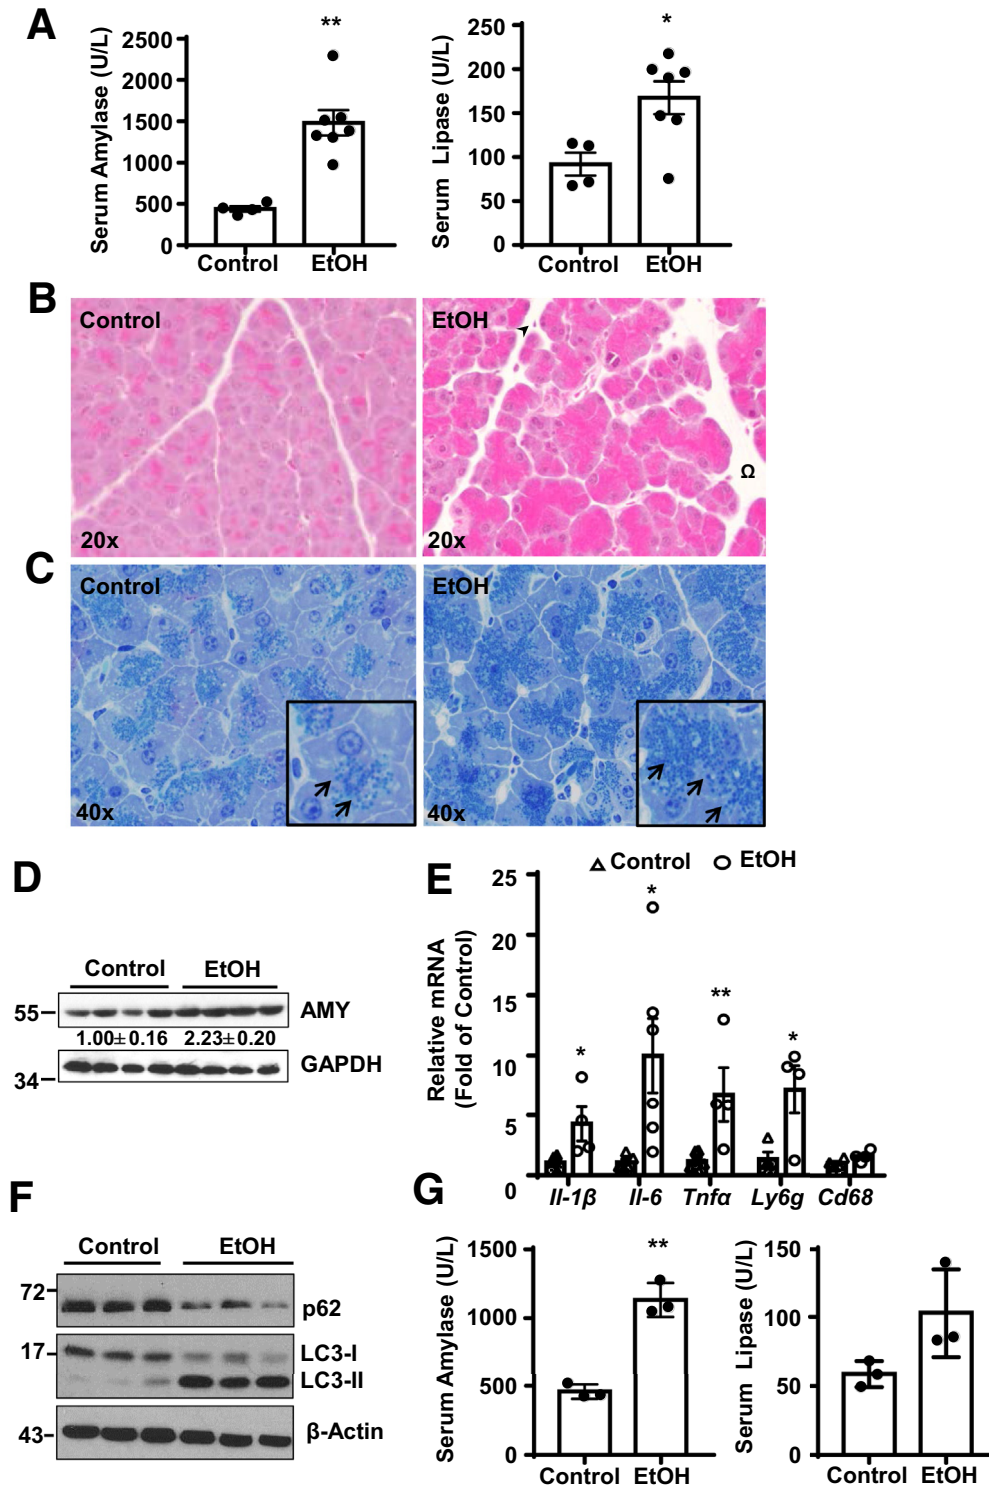 A
**
2500
2000
1500
1000
500
0
Serum Amylase (U/L)
Control EtOH
*
250
200
150
100
50
0
Serum Lipase (U/L)
Control EtOH
B
Control
20x
EtOH
Ω
20x
C
Control
40x
EtOH
40x
D
Control EtOH
55 AMY
1.00± 0.16 2.23± 0.20
34 GAPDH
E
Control EtOH
25
20
15
10
5
0
Relative mRNA
(Fold of Control)
* * ** *
Il-1β Il-6 Tnfα Ly6g Cd68
F
Control EtOH
72 p62
17 LC3-I
LC3-II
43 β-Actin
G
**
1500
1000
500
0
Serum Amylase (U/L)
Control EtOH
150
100
50
0
Serum Lipase (U/L)
Control EtOH